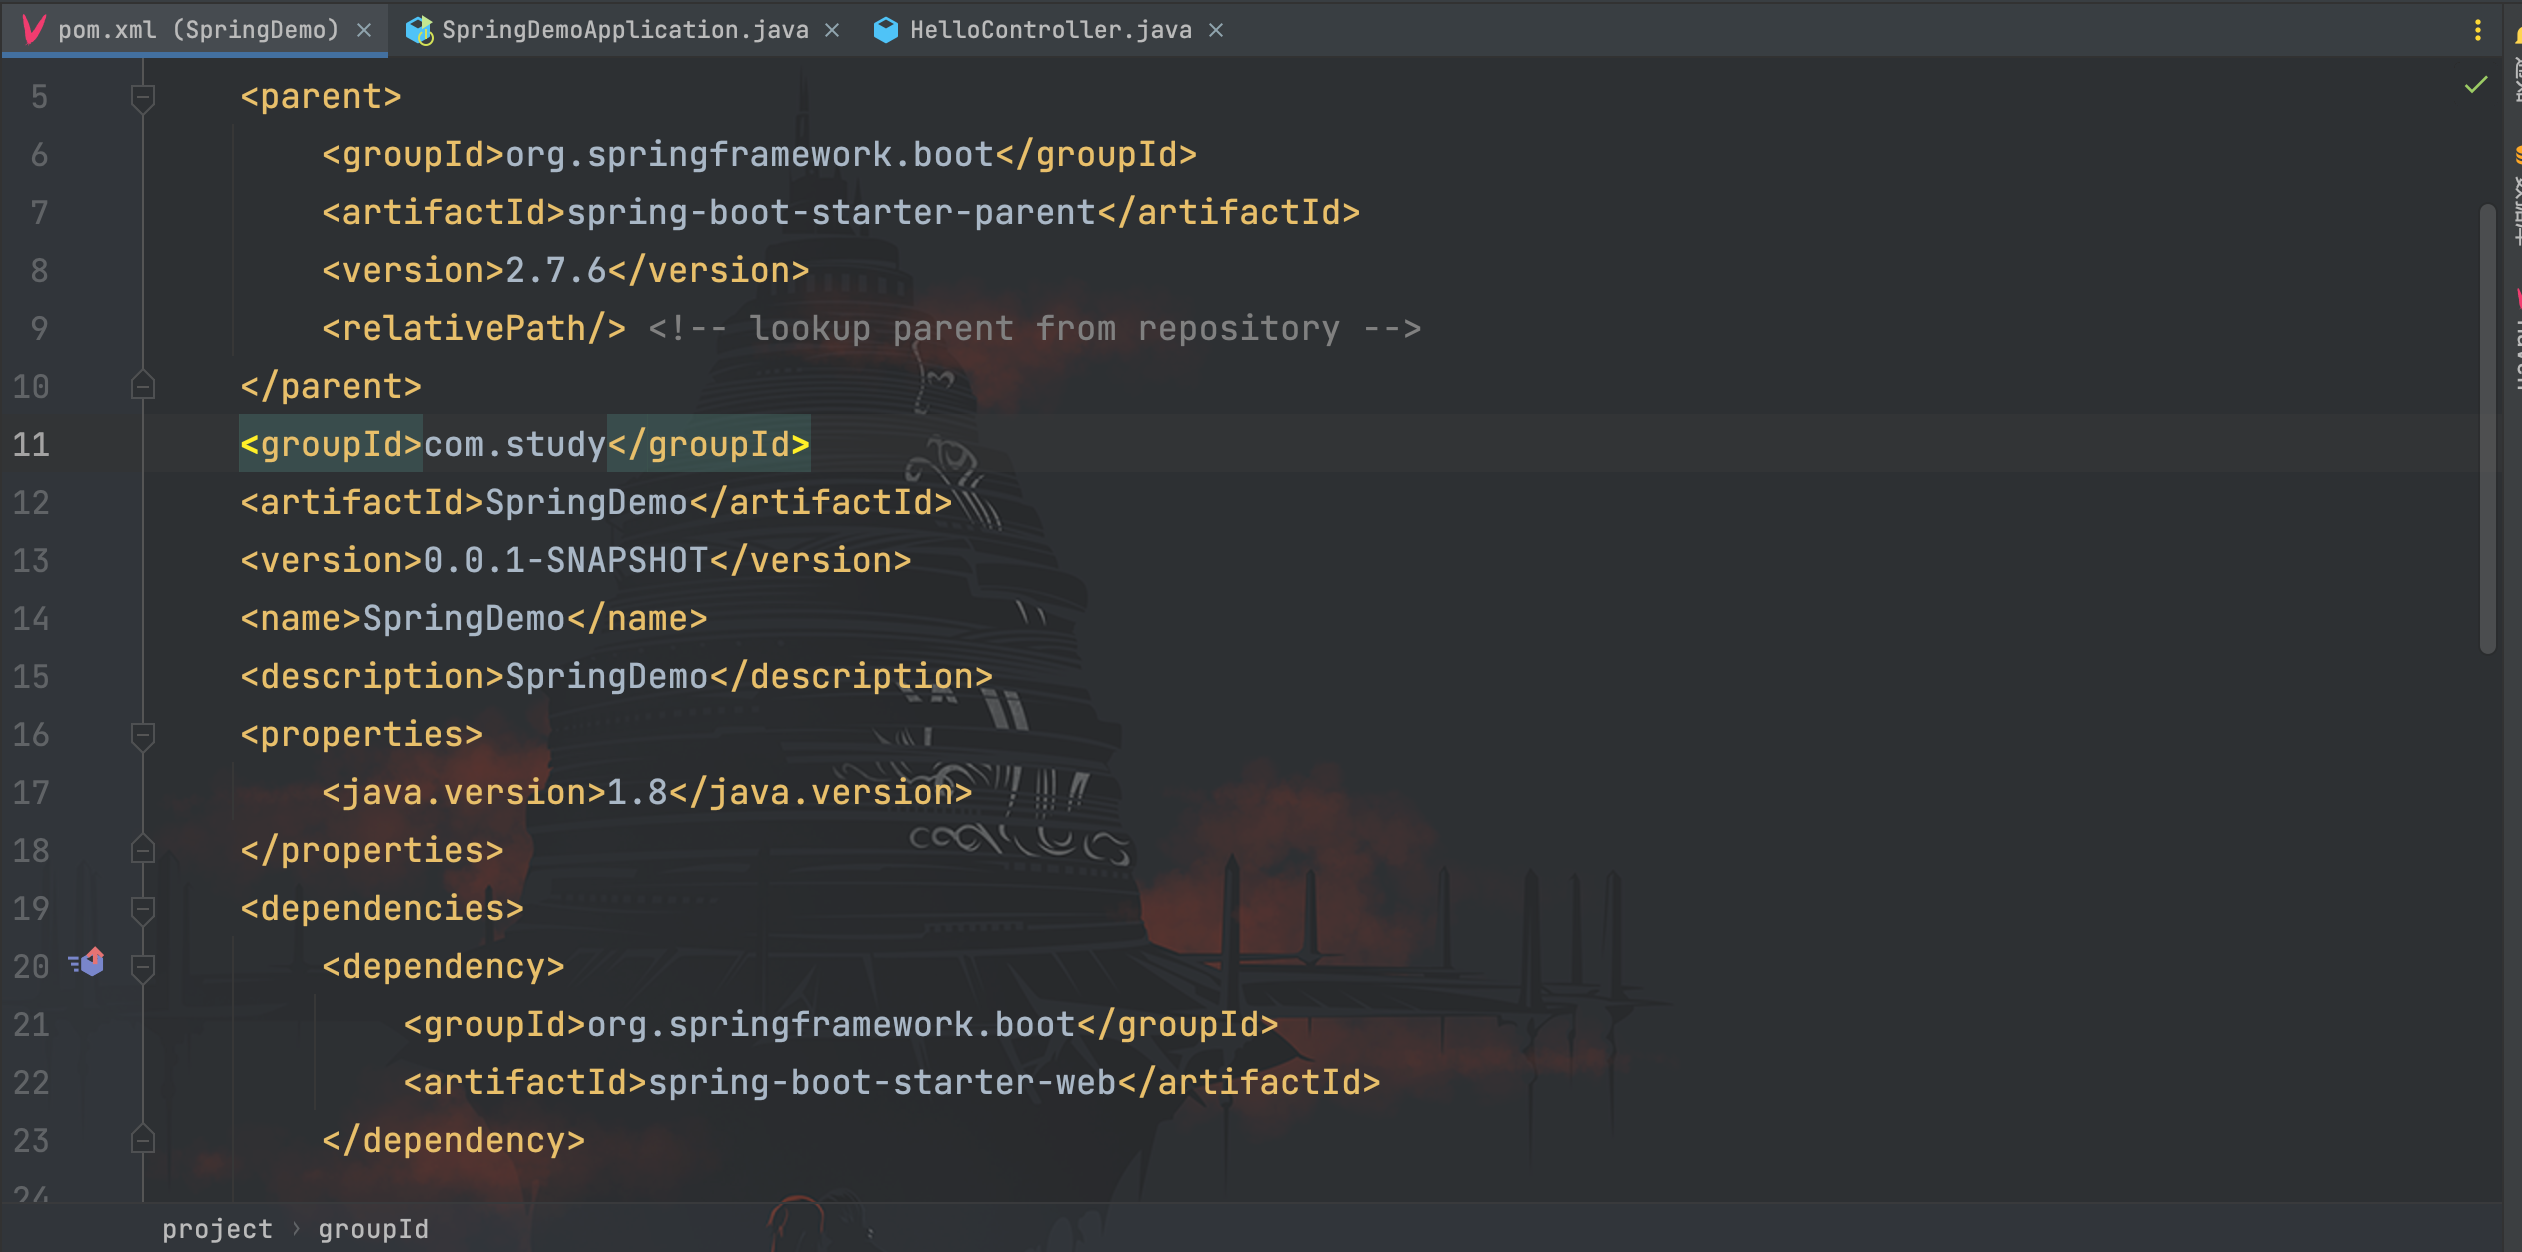 pom.xml (SpringDemo)
SpringDemoApplication.java
HelloController.java
5 <parent>
6 <groupId>org.springframework.boot</groupId>
7 <artifactId>spring-boot-starter-parent</artifactId>
8 <version>2.7.6</version>
9 <relativePath/> <!-- lookup parent from repository -->
10 </parent>
11 <groupId>com.study</groupId>
12 <artifactId>SpringDemo</artifactId>
13 <version>0.0.1-SNAPSHOT</version>
14 <name>SpringDemo</name>
15 <description>SpringDemo</description>
16 <properties>
17 <java.version>1.8</java.version>
18 </properties>
19 <dependencies>
20 <dependency>
21 <groupId>org.springframework.boot</groupId>
22 <artifactId>spring-boot-starter-web</artifactId>
23 </dependency>
24
project › groupId